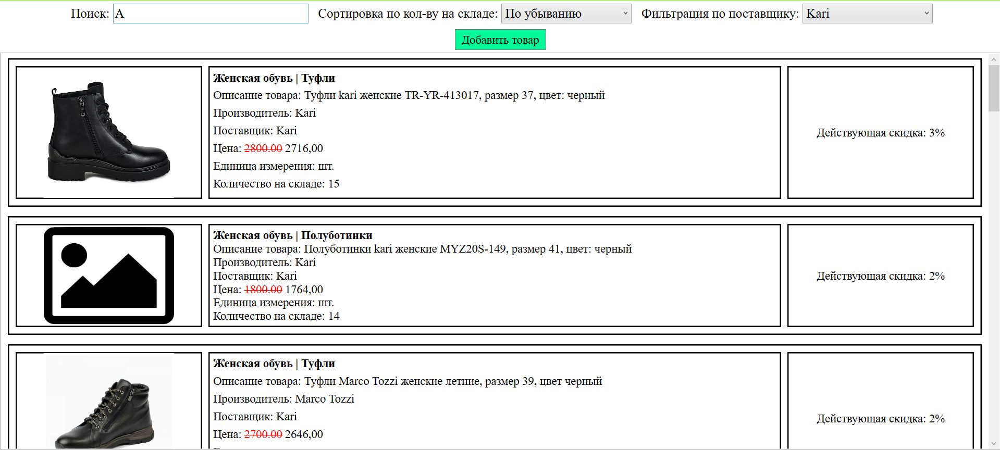 Поиск: А Сортировка по кол-ву на складе: По убыванию Фильтрация по поставщику: Kari
Добавить товар
Женская обувь | Туфли
Описание товара: Туфли kari женские TR-YR-413017, размер 37, цвет: черный
Производитель: Kari
Поставщик: Kari
Цена: 2800.00 2716,00
Единица измерения: шт.
Количество на складе: 15
Действующая скидка: 3%
Женская обувь | Полуботинки
Описание товара: Полуботинки kari женские MYZ20S-149, размер 41, цвет: черный
Производитель: Kari
Поставщик: Kari
Цена: 1800.00 1764,00
Единица измерения: шт.
Количество на складе: 14
Действующая скидка: 2%
Женская обувь | Туфли
Описание товара: Туфли Marco Tozzi женские летние, размер 39, цвет черный
Производитель: Marco Tozzi
Поставщик: Kari
Цена: 2700.00 2646,00
Действующая скидка: 2%